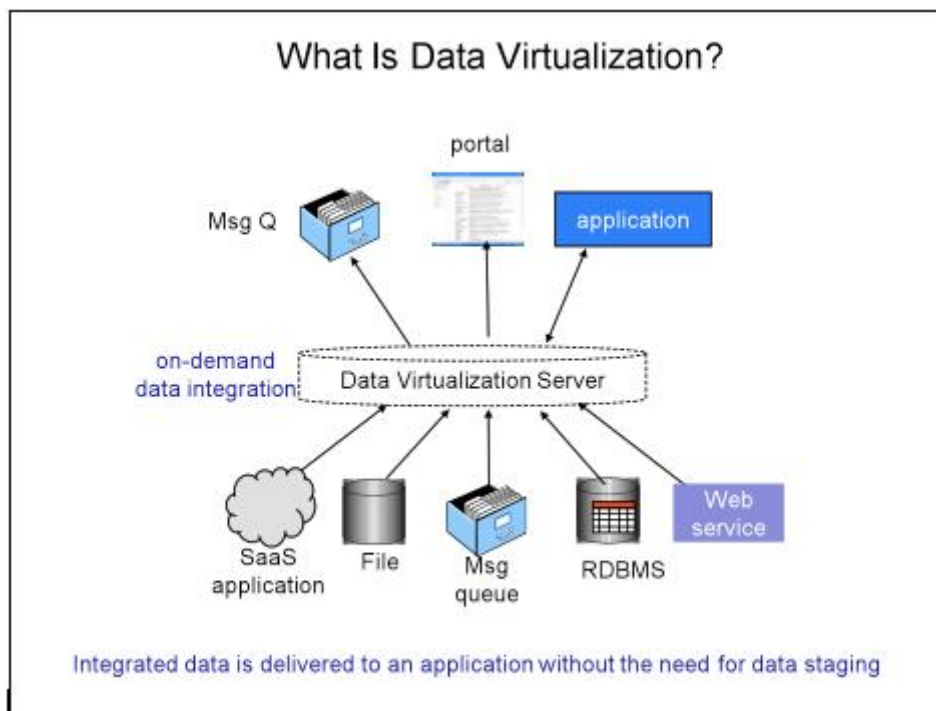 What Is Data Virtualization?
portal
Msg Q
application
on-demand
data integration
Data Virtualization Server
SaaS
application
File
Msg
queue
RDBMS
Web
service
Integrated data is delivered to an application without the need for data staging